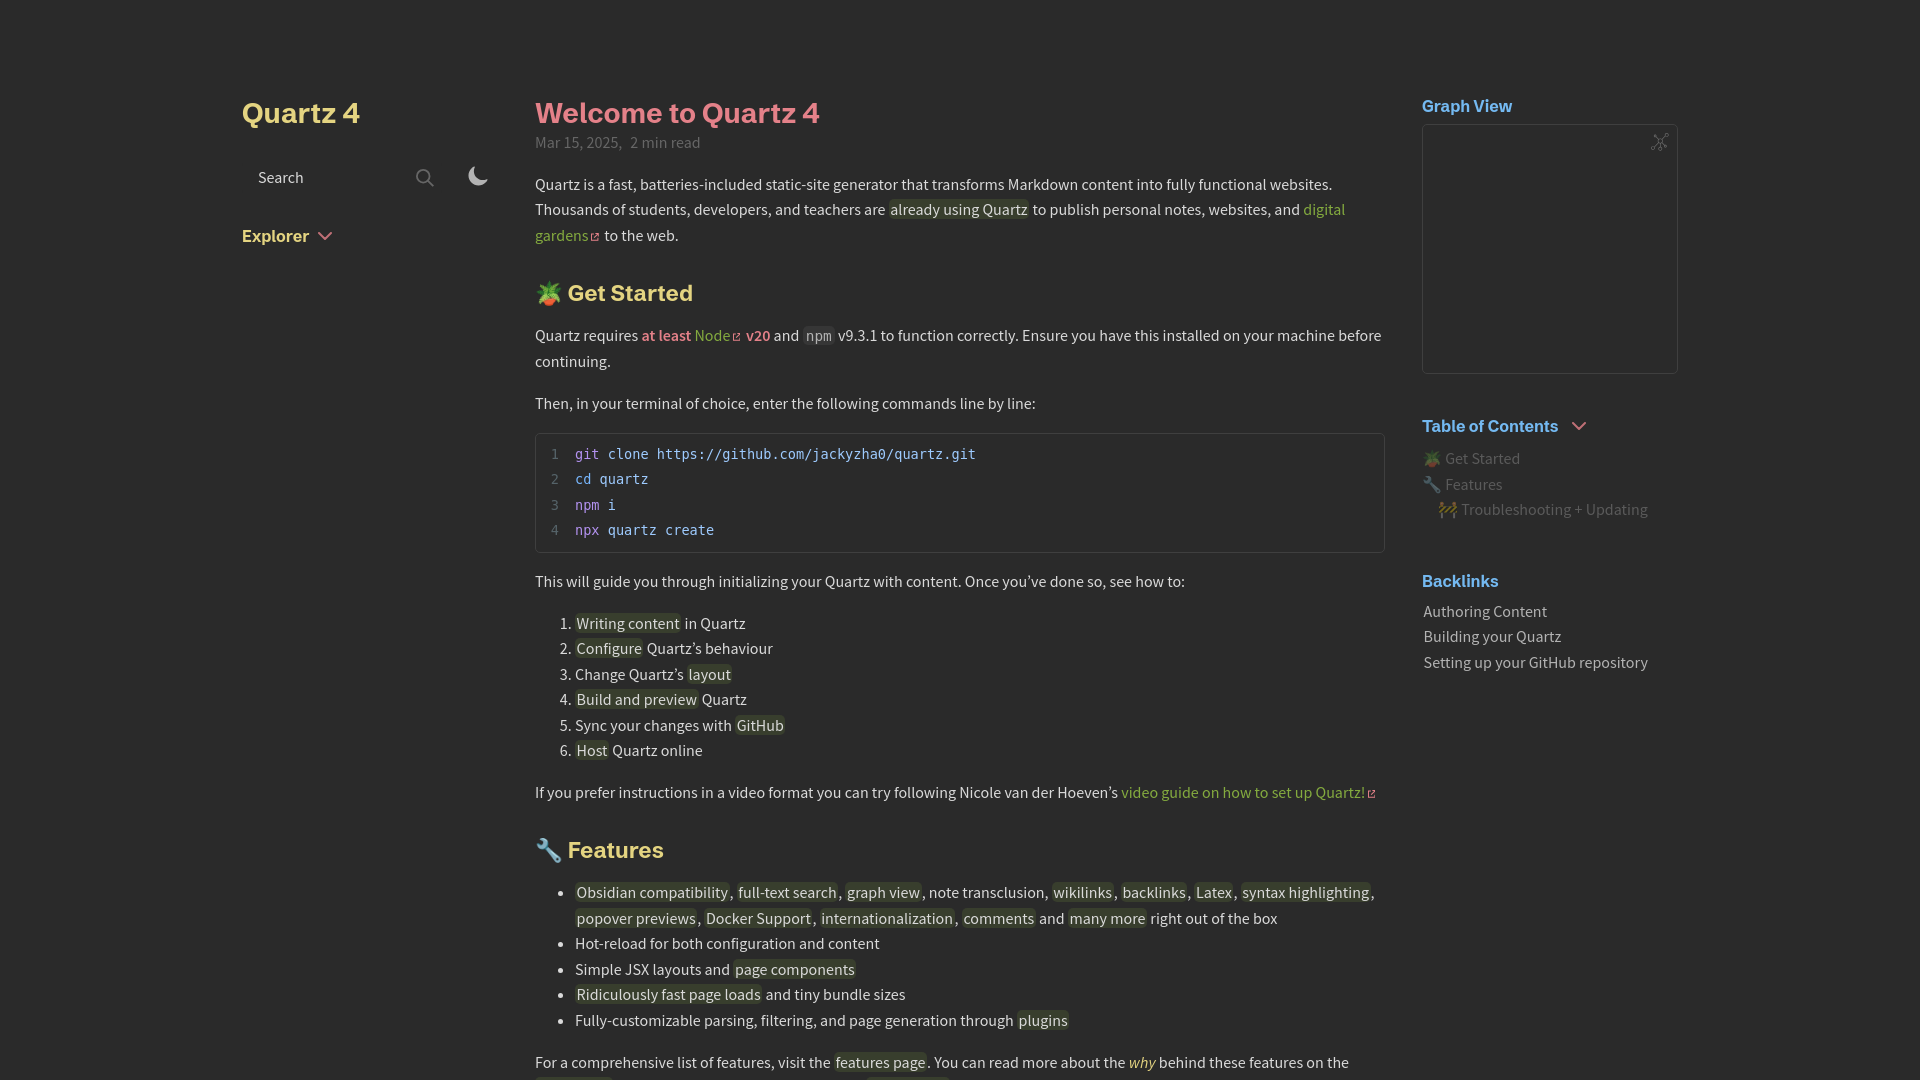 Quartz 4
Search
Explorer
Welcome to Quartz 4
Mar 15, 2025, 2 min read
Quartz is a fast, batteries-included static-site generator that transforms Markdown content into fully functional websites.
Thousands of students, developers, and teachers are already using Quartz to publish personal notes, websites, and digital
gardens to the web.
🪴 Get Started
Quartz requires at least Node v20 and npm v9.3.1 to function correctly. Ensure you have this installed on your machine before
continuing.
Then, in your terminal of choice, enter the following commands line by line:
1 git clone https://github.com/jackyzha0/quartz.git
2 cd quartz
3 npm i
4 npx quartz create
This will guide you through initializing your Quartz with content. Once you’ve done so, see how to:
1. Writing content in Quartz
2. Configure Quartz’s behaviour
3. Change Quartz’s layout
4. Build and preview Quartz
5. Sync your changes with GitHub
6. Host Quartz online
If you prefer instructions in a video format you can try following Nicole van der Hoeven’s video guide on how to set up Quartz!
🔧 Features
• Obsidian compatibility, full-text search, graph view, note transclusion, wikilinks, backlinks, Latex, syntax highlighting,
popover previews, Docker Support, internationalization, comments and many more right out of the box
• Hot-reload for both configuration and content
• Simple JSX layouts and page components
• Ridiculously fast page loads and tiny bundle sizes
• Fully-customizable parsing, filtering, and page generation through plugins
For a comprehensive list of features, visit the features page. You can read more about the why behind these features on the
Graph View
Table of Contents
🪴 Get Started
🔧 Features
🚧 Troubleshooting + Updating
Backlinks
Authoring Content
Building your Quartz
Setting up your GitHub repository